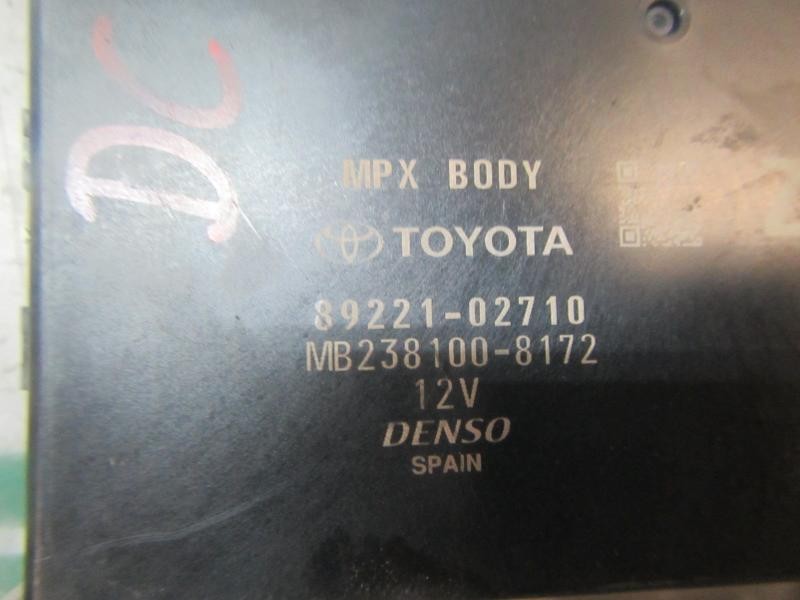 DC
MPX BODY
TOYOTA
89221-02710
MB238100-8172
12V
DENSO
SPAIN